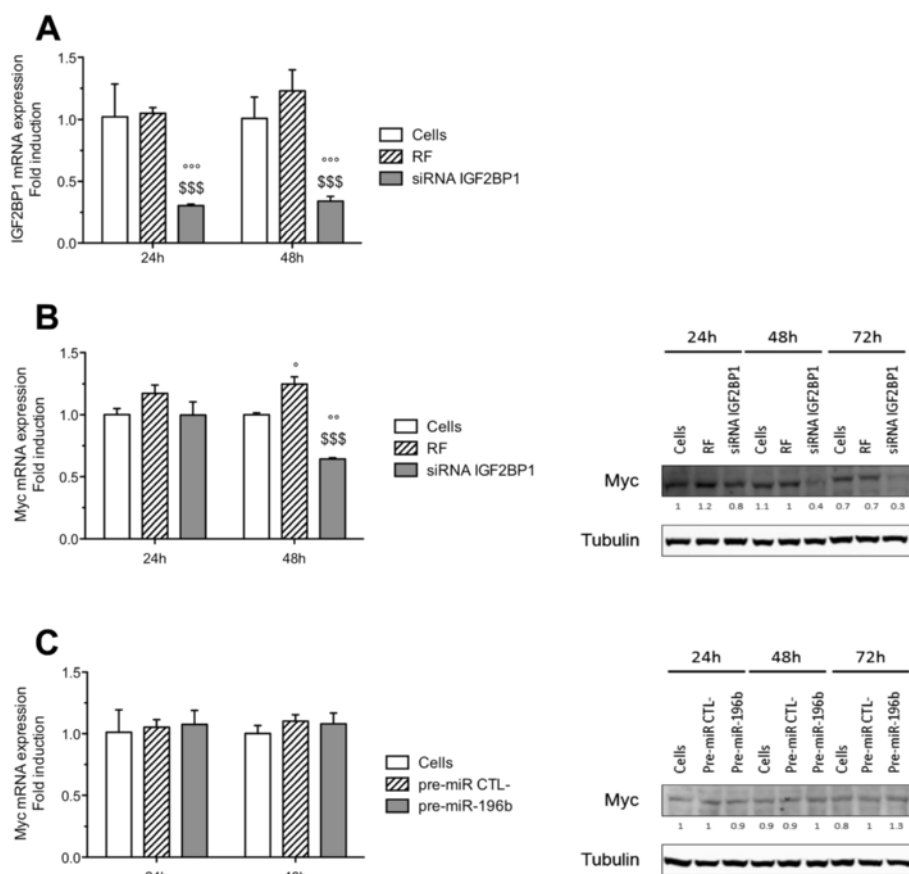 A
IGF2BP1 mRNA expression
Fold induction
1.5
1.0
0.5
0.0
°°°
$$$
°°°
$$$
24h
48h
Cells
RF
siRNA IGF2BP1
B
Myc mRNA expression
Fold induction
1.5
1.0
0.5
0.0
°
°°
$$$
24h
48h
Cells
RF
siRNA IGF2BP1
24h 48h 72h
Cells RF siRNA IGF2BP1 Cells RF siRNA IGF2BP1 Cells RF siRNA IGF2BP1
Myc
1 1.2 0.8 1.1 1 0.4 0.7 0.7 0.3
Tubulin
C
Myc mRNA expression
Fold induction
1.5
1.0
0.5
0.0
Cells
pre-miR CTL-
pre-miR-196b
24h 48h 72h
Cells Pre-miR CTL- Pre-miR-196b Cells Pre-miR CTL- Pre-miR-196b Cells Pre-miR CTL- Pre-miR-196b
Myc
1 1 0.9 0.9 0.9 1 0.8 1 1.3
Tubulin